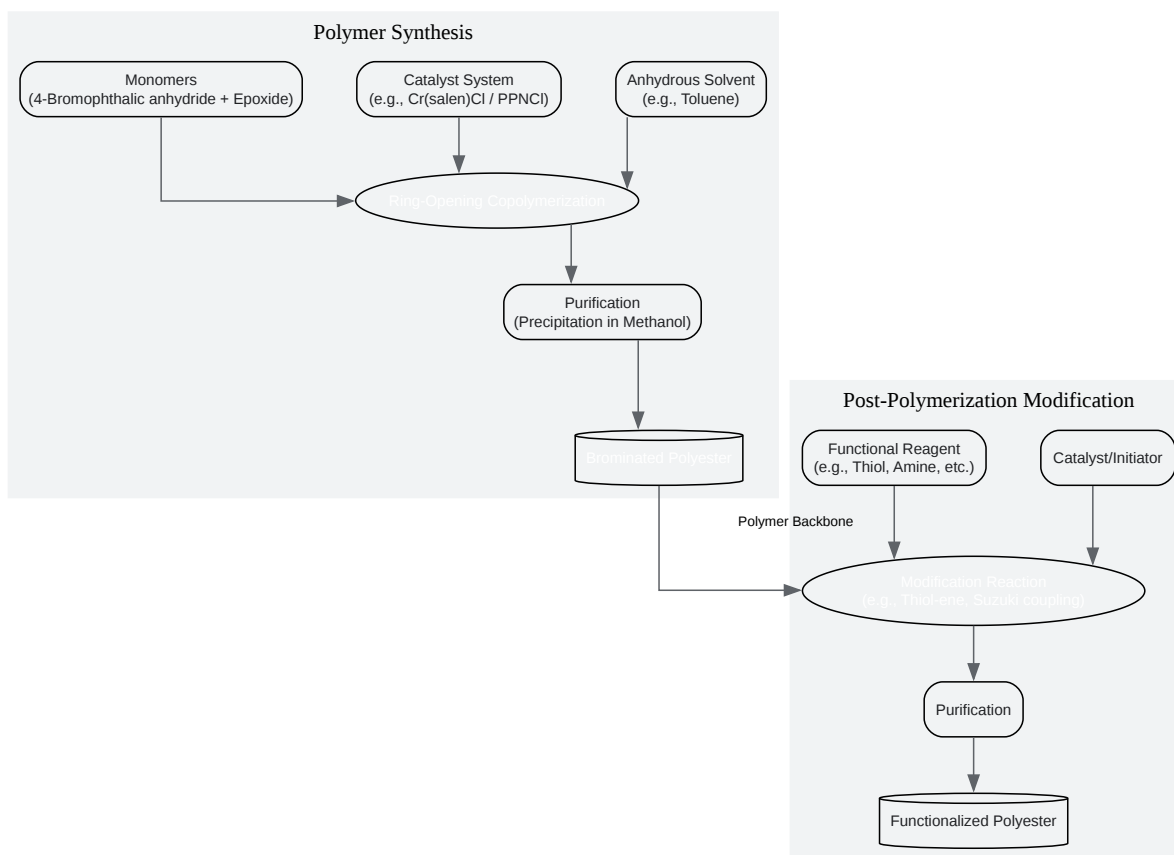 Polymer Synthesis
Monomers
(4-Bromophthalic anhydride + Epoxide)
Catalyst System
(e.g., Cr(salen)Cl / PPNCl)
Anhydrous Solvent
(e.g., Toluene)
Ring-Opening Copolymerization
Purification
(Precipitation in Methanol)
Brominated Polyester
Polymer Backbone
Post-Polymerization Modification
Functional Reagent
(e.g., Thiol, Amine, etc.)
Catalyst/Initiator
Modification Reaction
(e.g., Thiol-ene, Suzuki coupling)
Purification
Functionalized Polyester